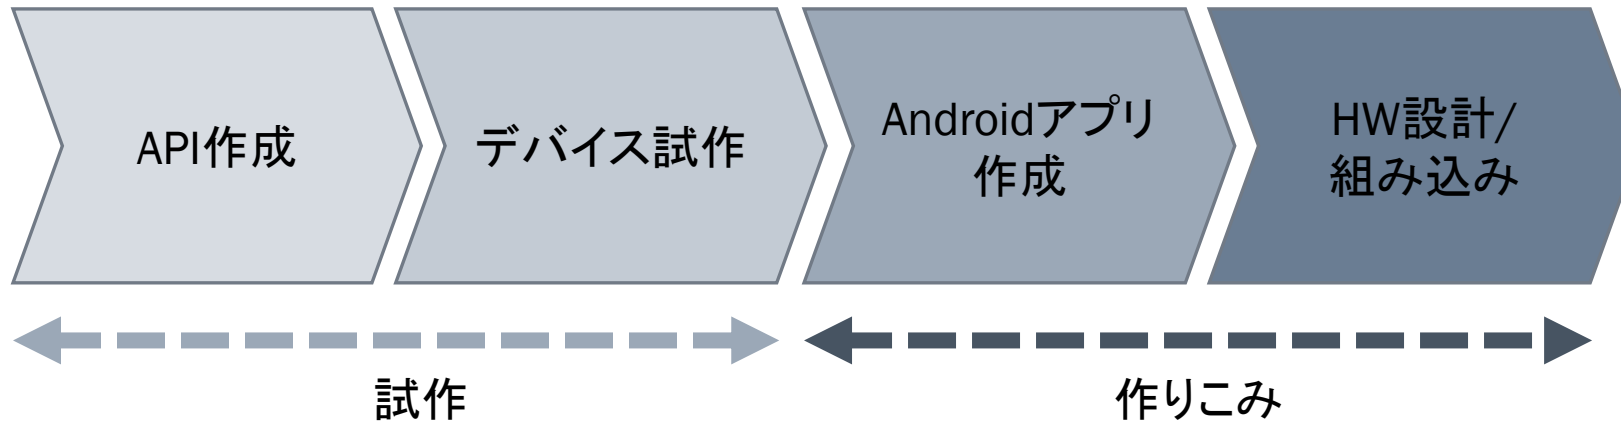 API作成
デバイス試作
Androidアプリ
作成
HW設計/
組み込み
試作
作りこみ